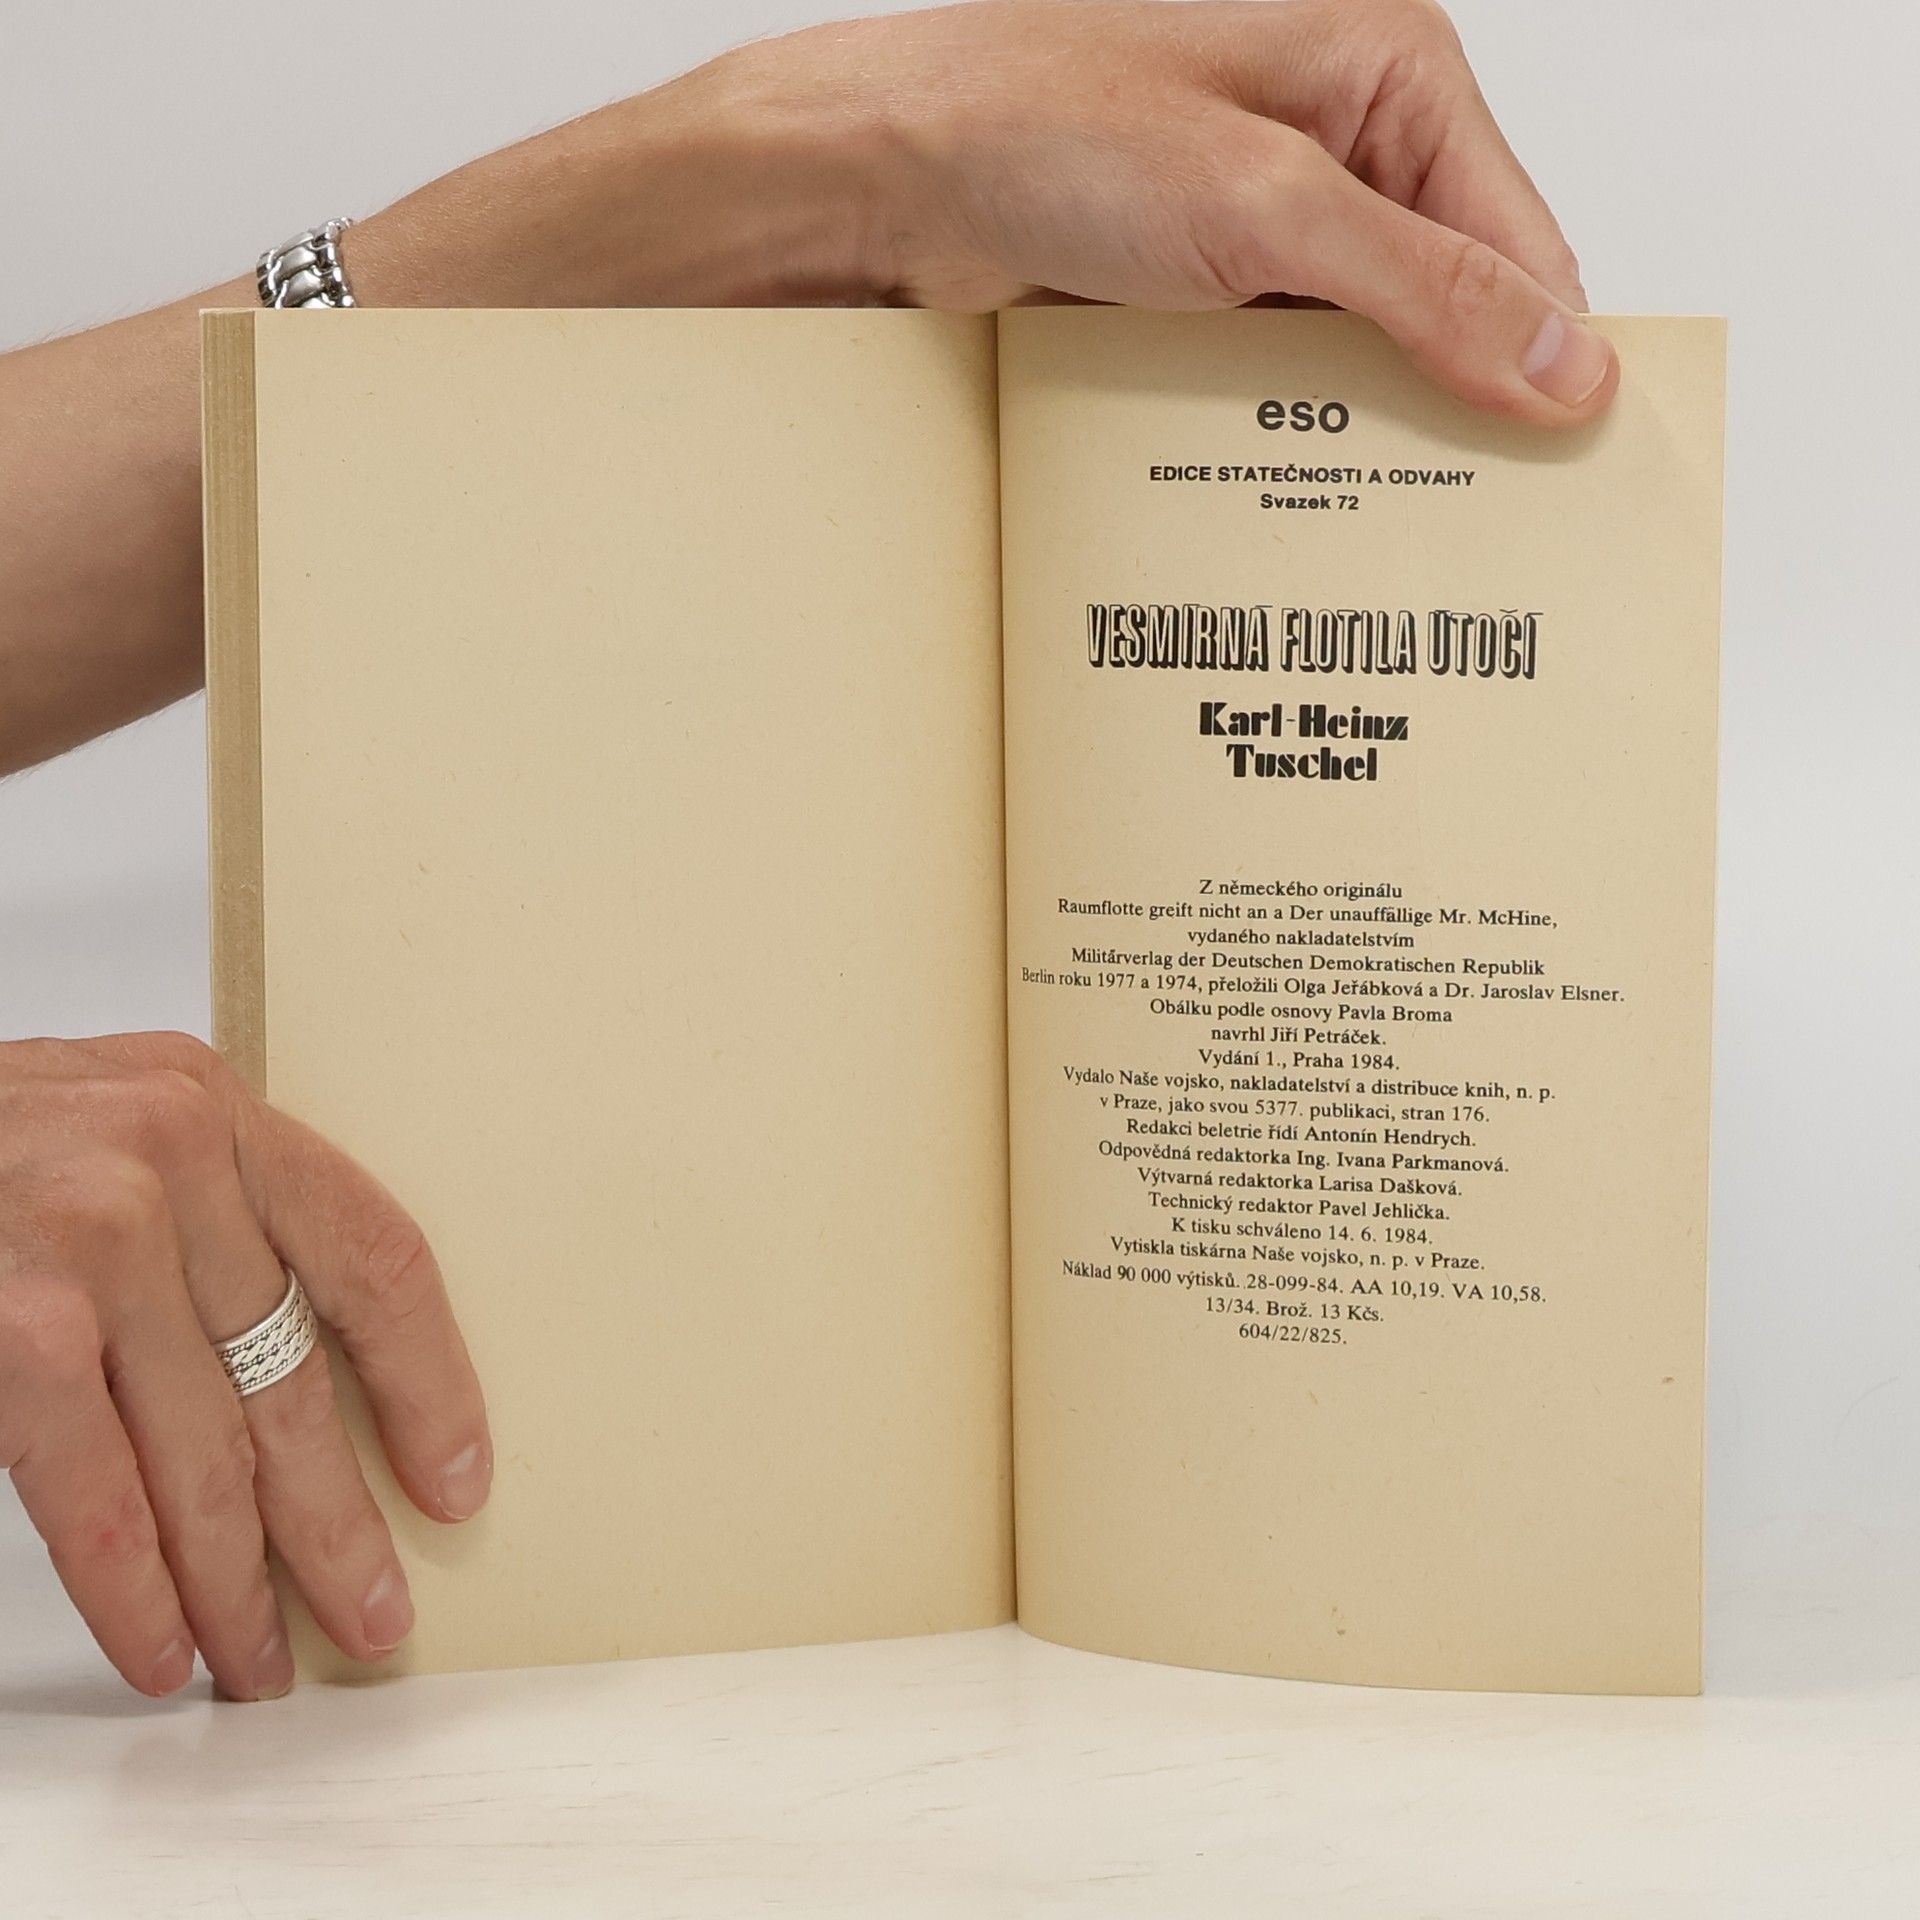 eso
EDICE STATEČNOSTI A ODVAHY
Svazek 72
VESMÍRNÁ FLOTILA ÚTOČÍ
Karl-Heinz
Tuschel
Z německého originálu
Raumflotte greift nicht an a Der unauffällige Mr. McHine,
vydaného nakladatelstvím
Militärverlag der Deutschen Demokratischen Republik
Berlin roku 1977 a 1974, přeložili Olga Jeřábková a Dr. Jaroslav Elsner.
Obálku podle osnovy Pavla Broma
navrhl Jiří Petráček.
Vydání 1., Praha 1984.
Vydalo Naše vojsko, nakladatelství a distribuce knih, n. p.
v Praze, jako svou 5377. publikaci, stran 176.
Redakci beletrie řídí Antonín Hendrych.
Odpovědná redaktorka Ing. Ivana Parkmanová.
Výtvarná redaktorka Larisa Dašková.
Technický redaktor Pavel Jehlička.
K tisku schváleno 14. 6. 1984.
Vytiskla tiskárna Naše vojsko, n. p. v Praze.
Náklad 90 000 výtisků. 28-099-84. AA 10,19. VA 10,58.
13/34. Brož. 13 Kčs.
604/22/825.